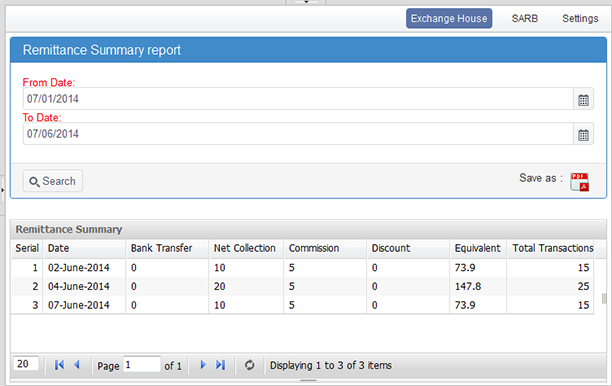 Exchange House SARB Settings
Remittance Summary report
From Date:
07/01/2014
To Date:
07/06/2014
Search Save as : PDF
Remittance Summary
Serial Date Bank Transfer Net Collection Commission Discount Equivalent Total Transactions
1 02-June-2014 0 10 5 0 73.9 15
2 04-June-2014 0 20 5 0 147.8 25
3 07-June-2014 0 10 5 0 73.9 15
20 Page 1 of 1 Displaying 1 to 3 of 3 items